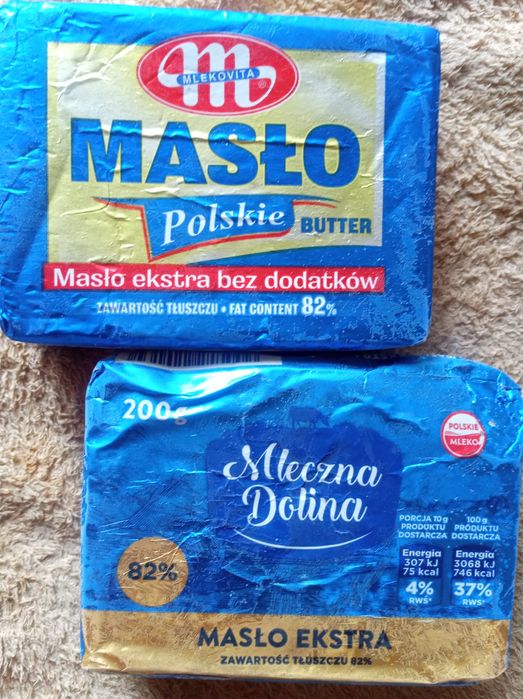 MLEKOVITA
MASŁO
Polskie BUTTER
Masło ekstra bez dodatków
ZAWARTOŚĆ TŁUSZCZU • FAT CONTENT 82%
200g
Mleczna
Dolina
POLSKIE
MLEKO
PORCJA 10 g
PRODUKTU
DOSTARCZA
Energia
307 kJ
75 kcal
4%
RWS*
100 g
PRODUKTU
DOSTARCZA
Energia
3068 kJ
746 kcal
37%
RWS*
82%
MASŁO EKSTRA
ZAWARTOŚĆ TŁUSZCZU 82%